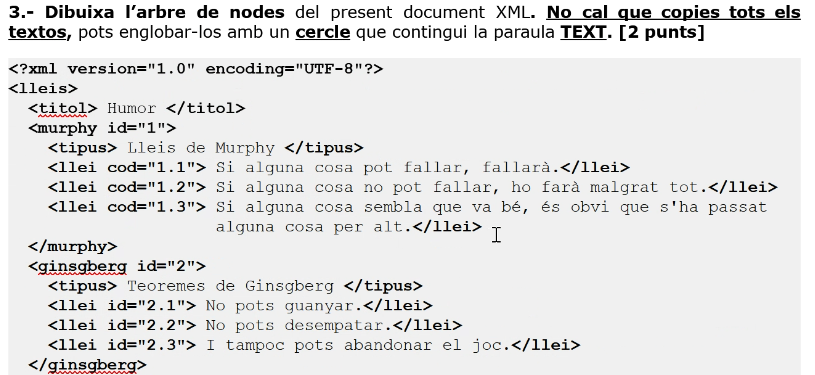 3.- Dibuixa l'arbre de nodes del present document XML. No cal que copies tots els
textos, pots englobar-los amb un cercle que contingui la paraula TEXT. [2 punts]
<?xml version="1.0" encoding="UTF-8"?>
<lleis>
<titol> Humor </titol>
<murphy id="1">
<tipus> Lleis de Murphy </tipus>
<llei cod="1.1"> Si alguna cosa pot fallar, fallarà.</llei>
<llei cod="1.2"> Si alguna cosa no pot fallar, ho farà malgrat tot.</llei>
<llei cod="1.3"> Si alguna cosa sembla que va bé, és obvi que s'ha passat
alguna cosa per alt.</llei>
</murphy>
<ginsgberg id="2">
<tipus> Teoremes de Ginsgberg </tipus>
<llei id="2.1"> No pots guanyar.</llei>
<llei id="2.2"> No pots desempatar.</llei>
<llei id="2.3"> I tampoc pots abandonar el joc.</llei>
</ginsgberg>